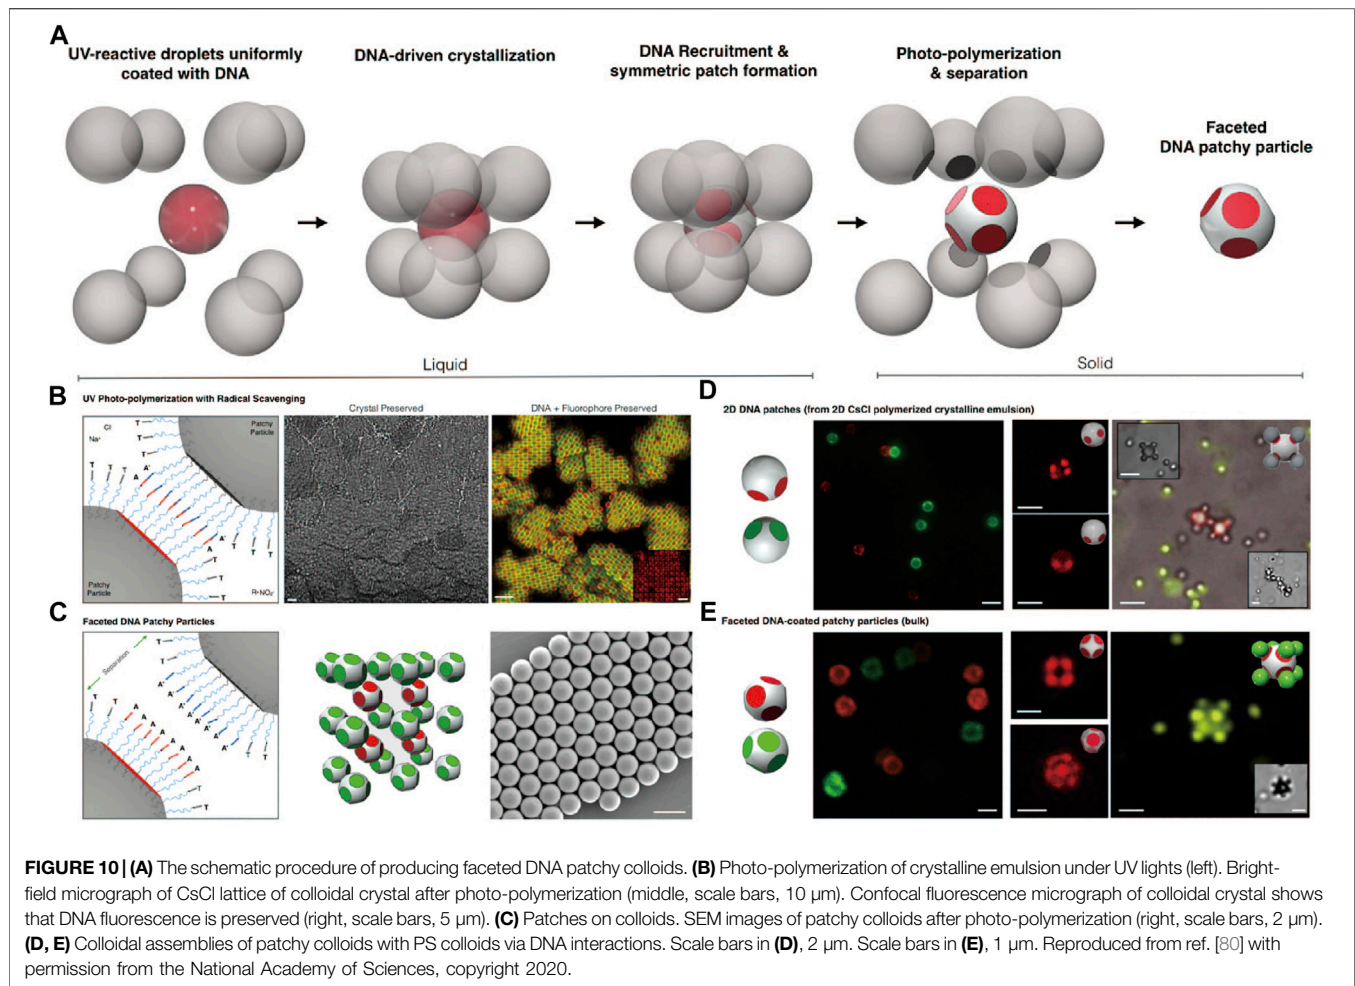 A
UV-reactive droplets uniformly
coated with DNA
DNA-driven crystallization
DNA Recruitment &
symmetric patch formation
Photo-polymerization
& separation
Faceted
DNA patchy particle
Liquid
Solid
B
UV Photo-polymerization with Radical Scavenging
Crystal Preserved
DNA + Fluorophore Preserved
Cl
Na⁺
T
Patchy
Particle
T T T
A'
A
A'
A
T
T
T
Patchy
Particle
R•NO₂⁻
C
Faceted DNA Patchy Particles
Separation
T
T
A A A A A A A
A' A' A' A' A' A' A'
T T T
T
T
D
2D DNA patches (from 2D CsCl polymerized crystalline emulsion)
E
Faceted DNA-coated patchy particles (bulk)
FIGURE 10 | (A) The schematic procedure of producing faceted DNA patchy colloids. (B) Photo-polymerization of crystalline emulsion under UV lights (left). Bright-
field micrograph of CsCl lattice of colloidal crystal after photo-polymerization (middle, scale bars, 10 µm). Confocal fluorescence micrograph of colloidal crystal shows
that DNA fluorescence is preserved (right, scale bars, 5 µm). (C) Patches on colloids. SEM images of patchy colloids after photo-polymerization (right, scale bars, 2 µm).
(D, E) Colloidal assemblies of patchy colloids with PS colloids via DNA interactions. Scale bars in (D), 2 µm. Scale bars in (E), 1 µm. Reproduced from ref. [80] with
permission from the National Academy of Sciences, copyright 2020.